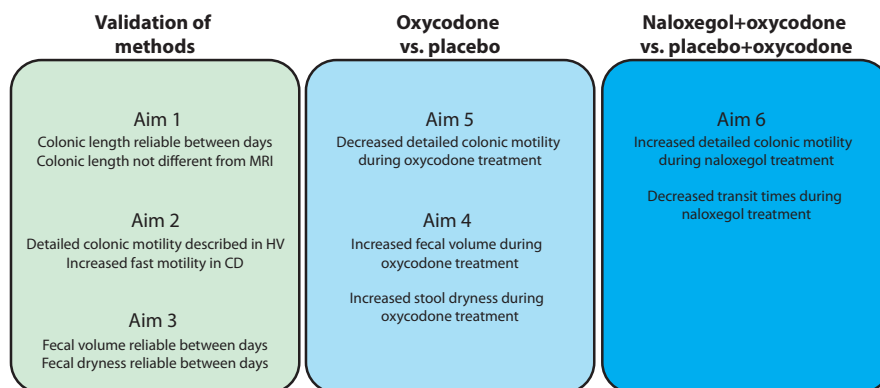 Validation of
methods
Aim 1
Colonic length reliable between days
Colonic length not different from MRI
Aim 2
Detailed colonic motility described in HV
Increased fast motility in CD
Aim 3
Fecal volume reliable between days
Fecal dryness reliable between days
Oxycodone
vs. placebo
Aim 5
Decreased detailed colonic motility
during oxycodone treatment
Aim 4
Increased fecal volume during
oxycodone treatment
Increased stool dryness during
oxycodone treatment
Naloxegol+oxycodone
vs. placebo+oxycodone
Aim 6
Increased detailed colonic motility
during naloxegol treatment
Decreased transit times during
naloxegol treatment